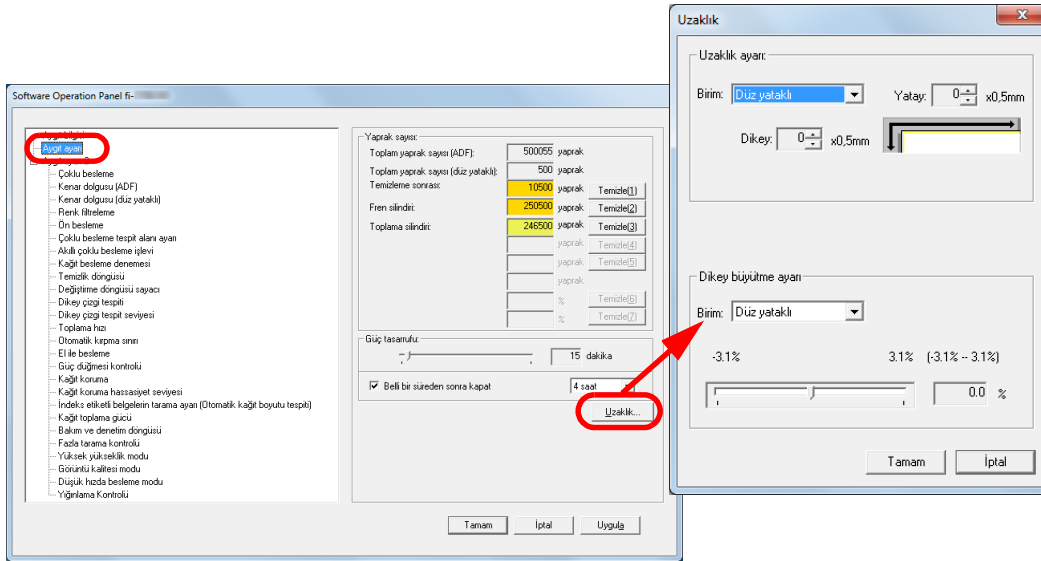 Software Operation Panel fi-
Aygıt ayarı
Çoklu besleme
Kenar dolgusu (ADF)
Kenar dolgusu (düz yataklı)
Renk filtreleme
Ön besleme
Çoklu besleme tespit alanı ayarı
Akıllı çoklu besleme işlevi
Kağıt besleme denemesi
Temizlik döngüsü
Değiştirme döngüsü sayacı
Dikey çizgi tespiti
Dikey çizgi tespit seviyesi
Toplama hızı
Otomatik kırpma sınırı
El ile besleme
Güç düğmesi kontrolü
Kağıt koruma
Kağıt koruma hassasiyet seviyesi
İndeks etiketli belgelerin tarama ayarı (Otomatik kağıt boyutu tespiti)
Kağıt toplama gücü
Bakım ve denetim döngüsü
Fazla tarama kontrolü
Yüksek yükseklik modu
Görüntü kalitesi modu
Düşük hızda besleme modu
Yığınlama Kontrolü
Yaprak sayısı:
Toplam yaprak sayısı (ADF): 500055 yaprak
Toplam yaprak sayısı (düz yataklı): 500 yaprak
Temizleme sonrası: 10500 yaprak Temizle(1)
Fren silindiri: 250500 yaprak Temizle(2)
Toplama silindiri: 246500 yaprak Temizle(3)
yaprak Temizle(4)
yaprak Temizle(5)
yaprak
% Temizle(6)
% Temizle(7)
Güç tasarrufu:
15 dakika
Belli bir süreden sonra kapat 4 saat
Uzaklık...
Tamam İptal Uygula
Uzaklık
Uzaklık ayarı:
Birim: Düz yataklı Yatay: 0 x0,5mm
Dikey: 0 x0,5mm
Dikey büyütme ayarı
Birim: Düz yataklı
-3.1% 3.1% (-3.1% -- 3.1%)
0.0 %
Tamam İptal